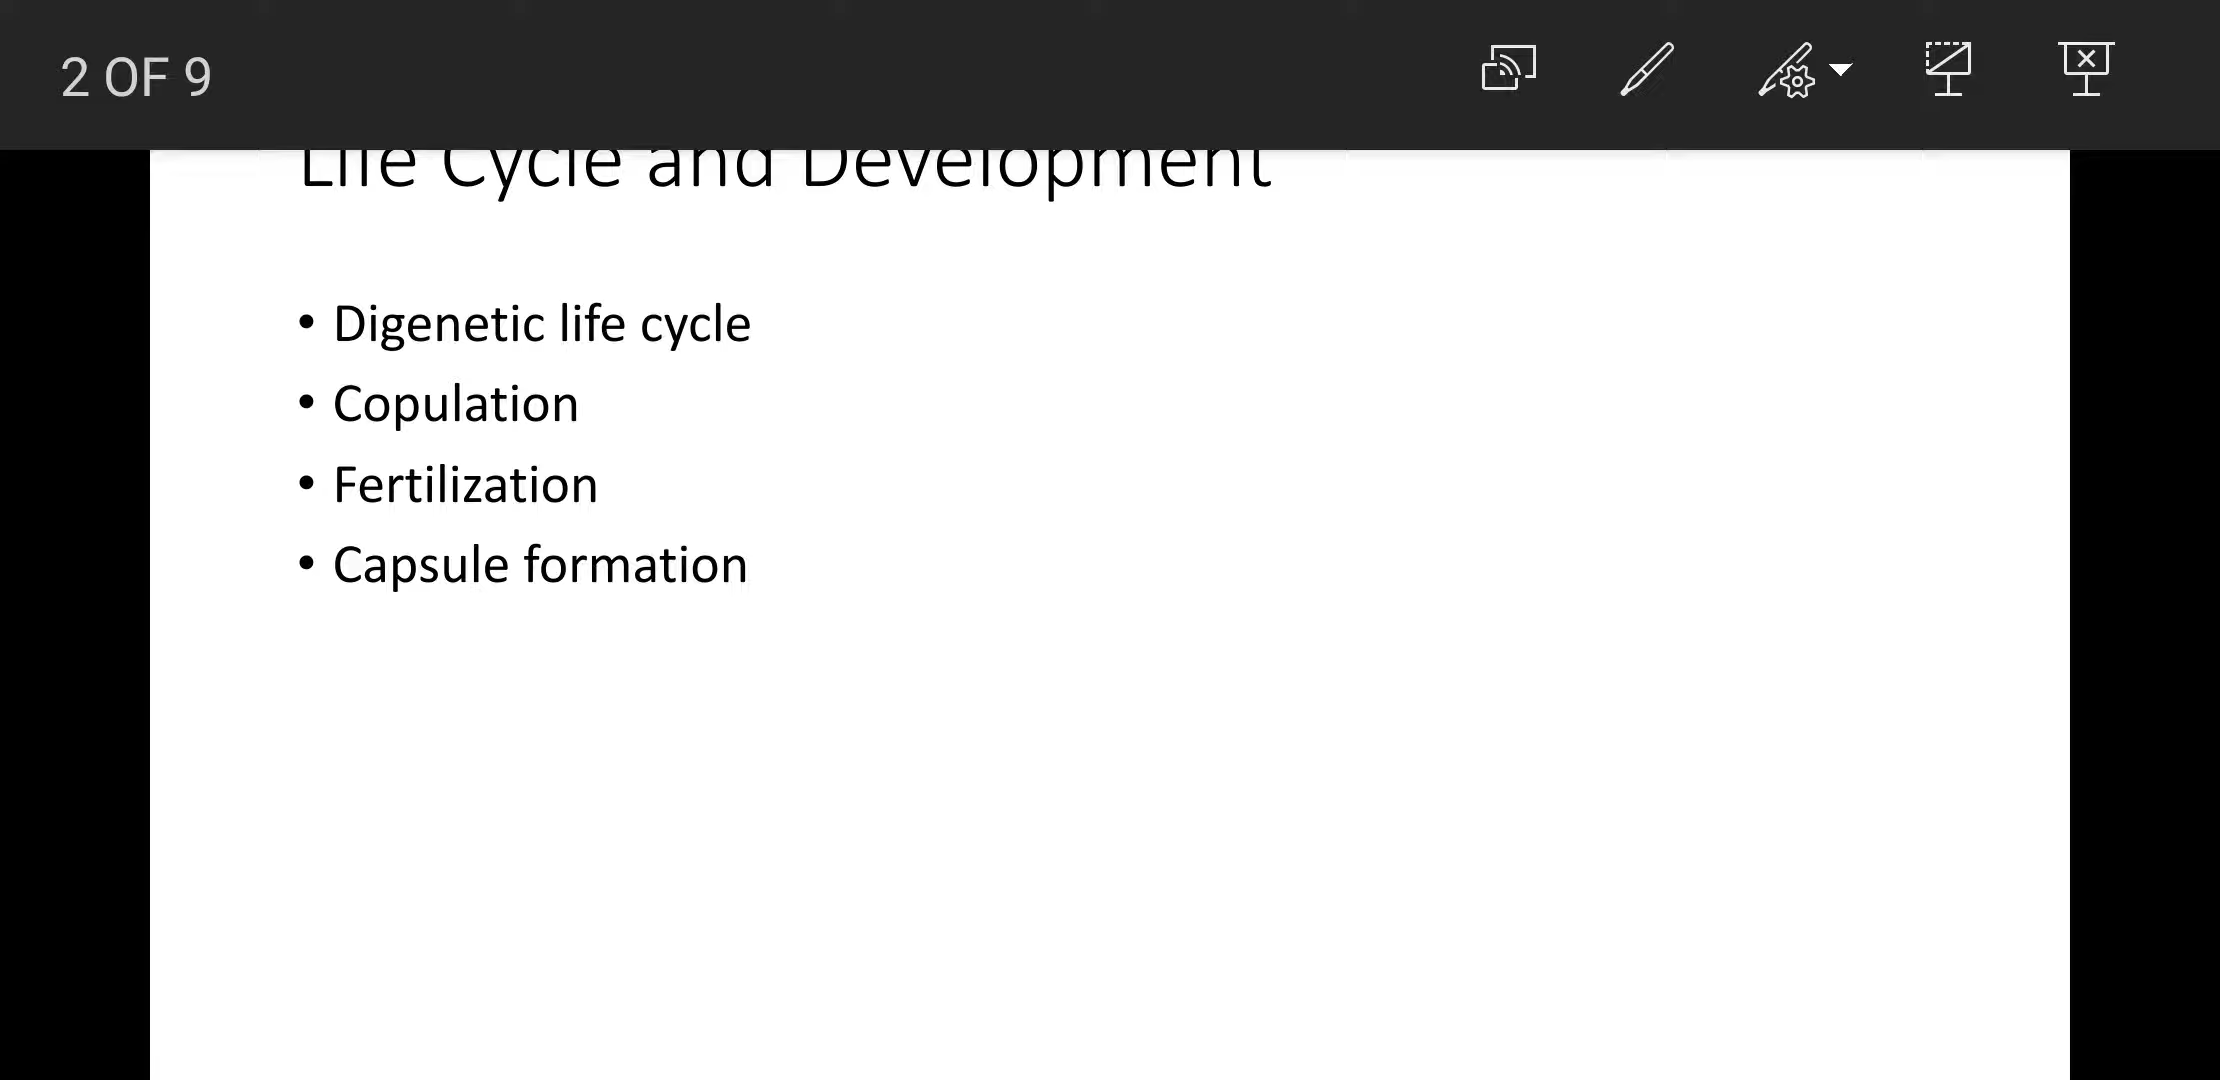 2 OF 9
Life Cycle and Development
• Digenetic life cycle
• Copulation
• Fertilization
• Capsule formation